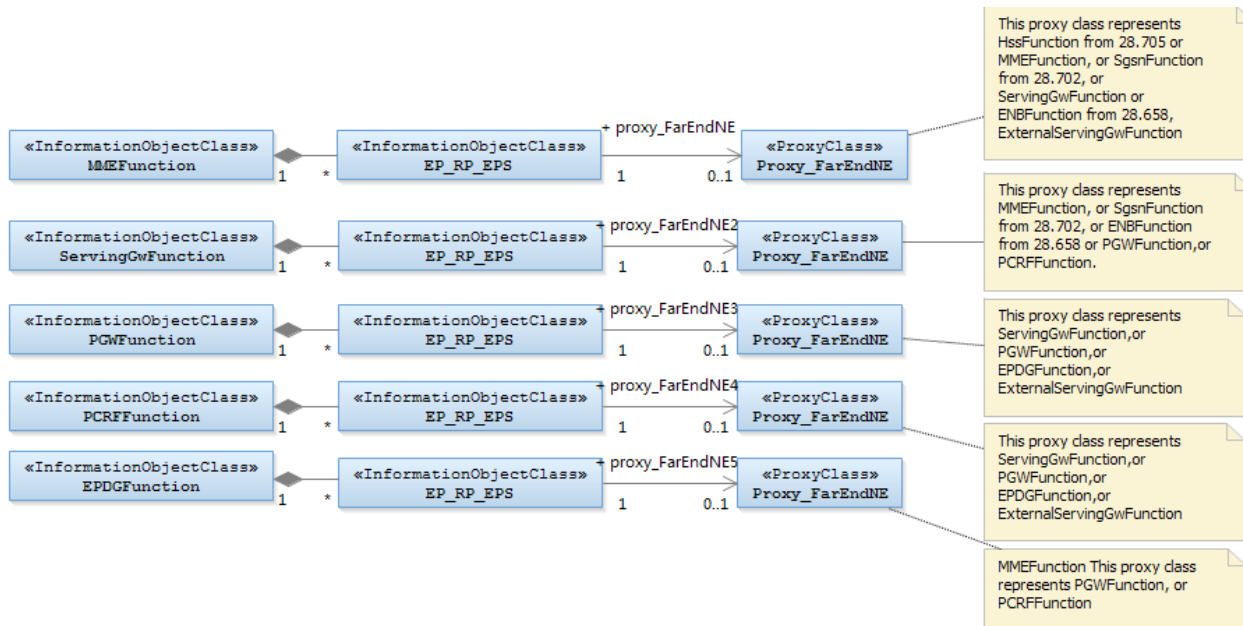 This proxy class represents
HssFunction from 28.705 or
MMEFunction, or SgsnFunction
from 28.702, or
ServingGwFunction or
ENBFunction from 28.658,
ExternalServingGwFunction
«InformationObjectClass»
MMEFunction
1
*
«InformationObjectClass»
EP_RP_EPS
+ proxy_FarEndNE
1
0..1
«ProxyClass»
Proxy_FarEndNE
This proxy class represents
MMEFunction, or SgsnFunction
from 28.702, or ENBFunction
from 28.658 or PGWFunction,or
PCRFFunction.
«InformationObjectClass»
ServingGwFunction
1
*
«InformationObjectClass»
EP_RP_EPS
+ proxy_FarEndNE2
1
0..1
«ProxyClass»
Proxy_FarEndNE
This proxy class represents
ServingGwFunction,or
PGWFunction,or
EPDGFunction,or
ExternalServingGwFunction
«InformationObjectClass»
PGWFunction
1
*
«InformationObjectClass»
EP_RP_EPS
+ proxy_FarEndNE3
1
0..1
«ProxyClass»
Proxy_FarEndNE
«InformationObjectClass»
PCRFFunction
1
*
«InformationObjectClass»
EP_RP_EPS
+ proxy_FarEndNE4
1
0..1
«ProxyClass»
Proxy_FarEndNE
This proxy class represents
ServingGwFunction,or
PGWFunction,or
EPDGFunction,or
ExternalServingGwFunction
«InformationObjectClass»
EPDGFunction
1
*
«InformationObjectClass»
EP_RP_EPS
+ proxy_FarEndNE5
1
0..1
«ProxyClass»
Proxy_FarEndNE
MMEFunction This proxy class
represents PGWFunction, or
PCRFFunction